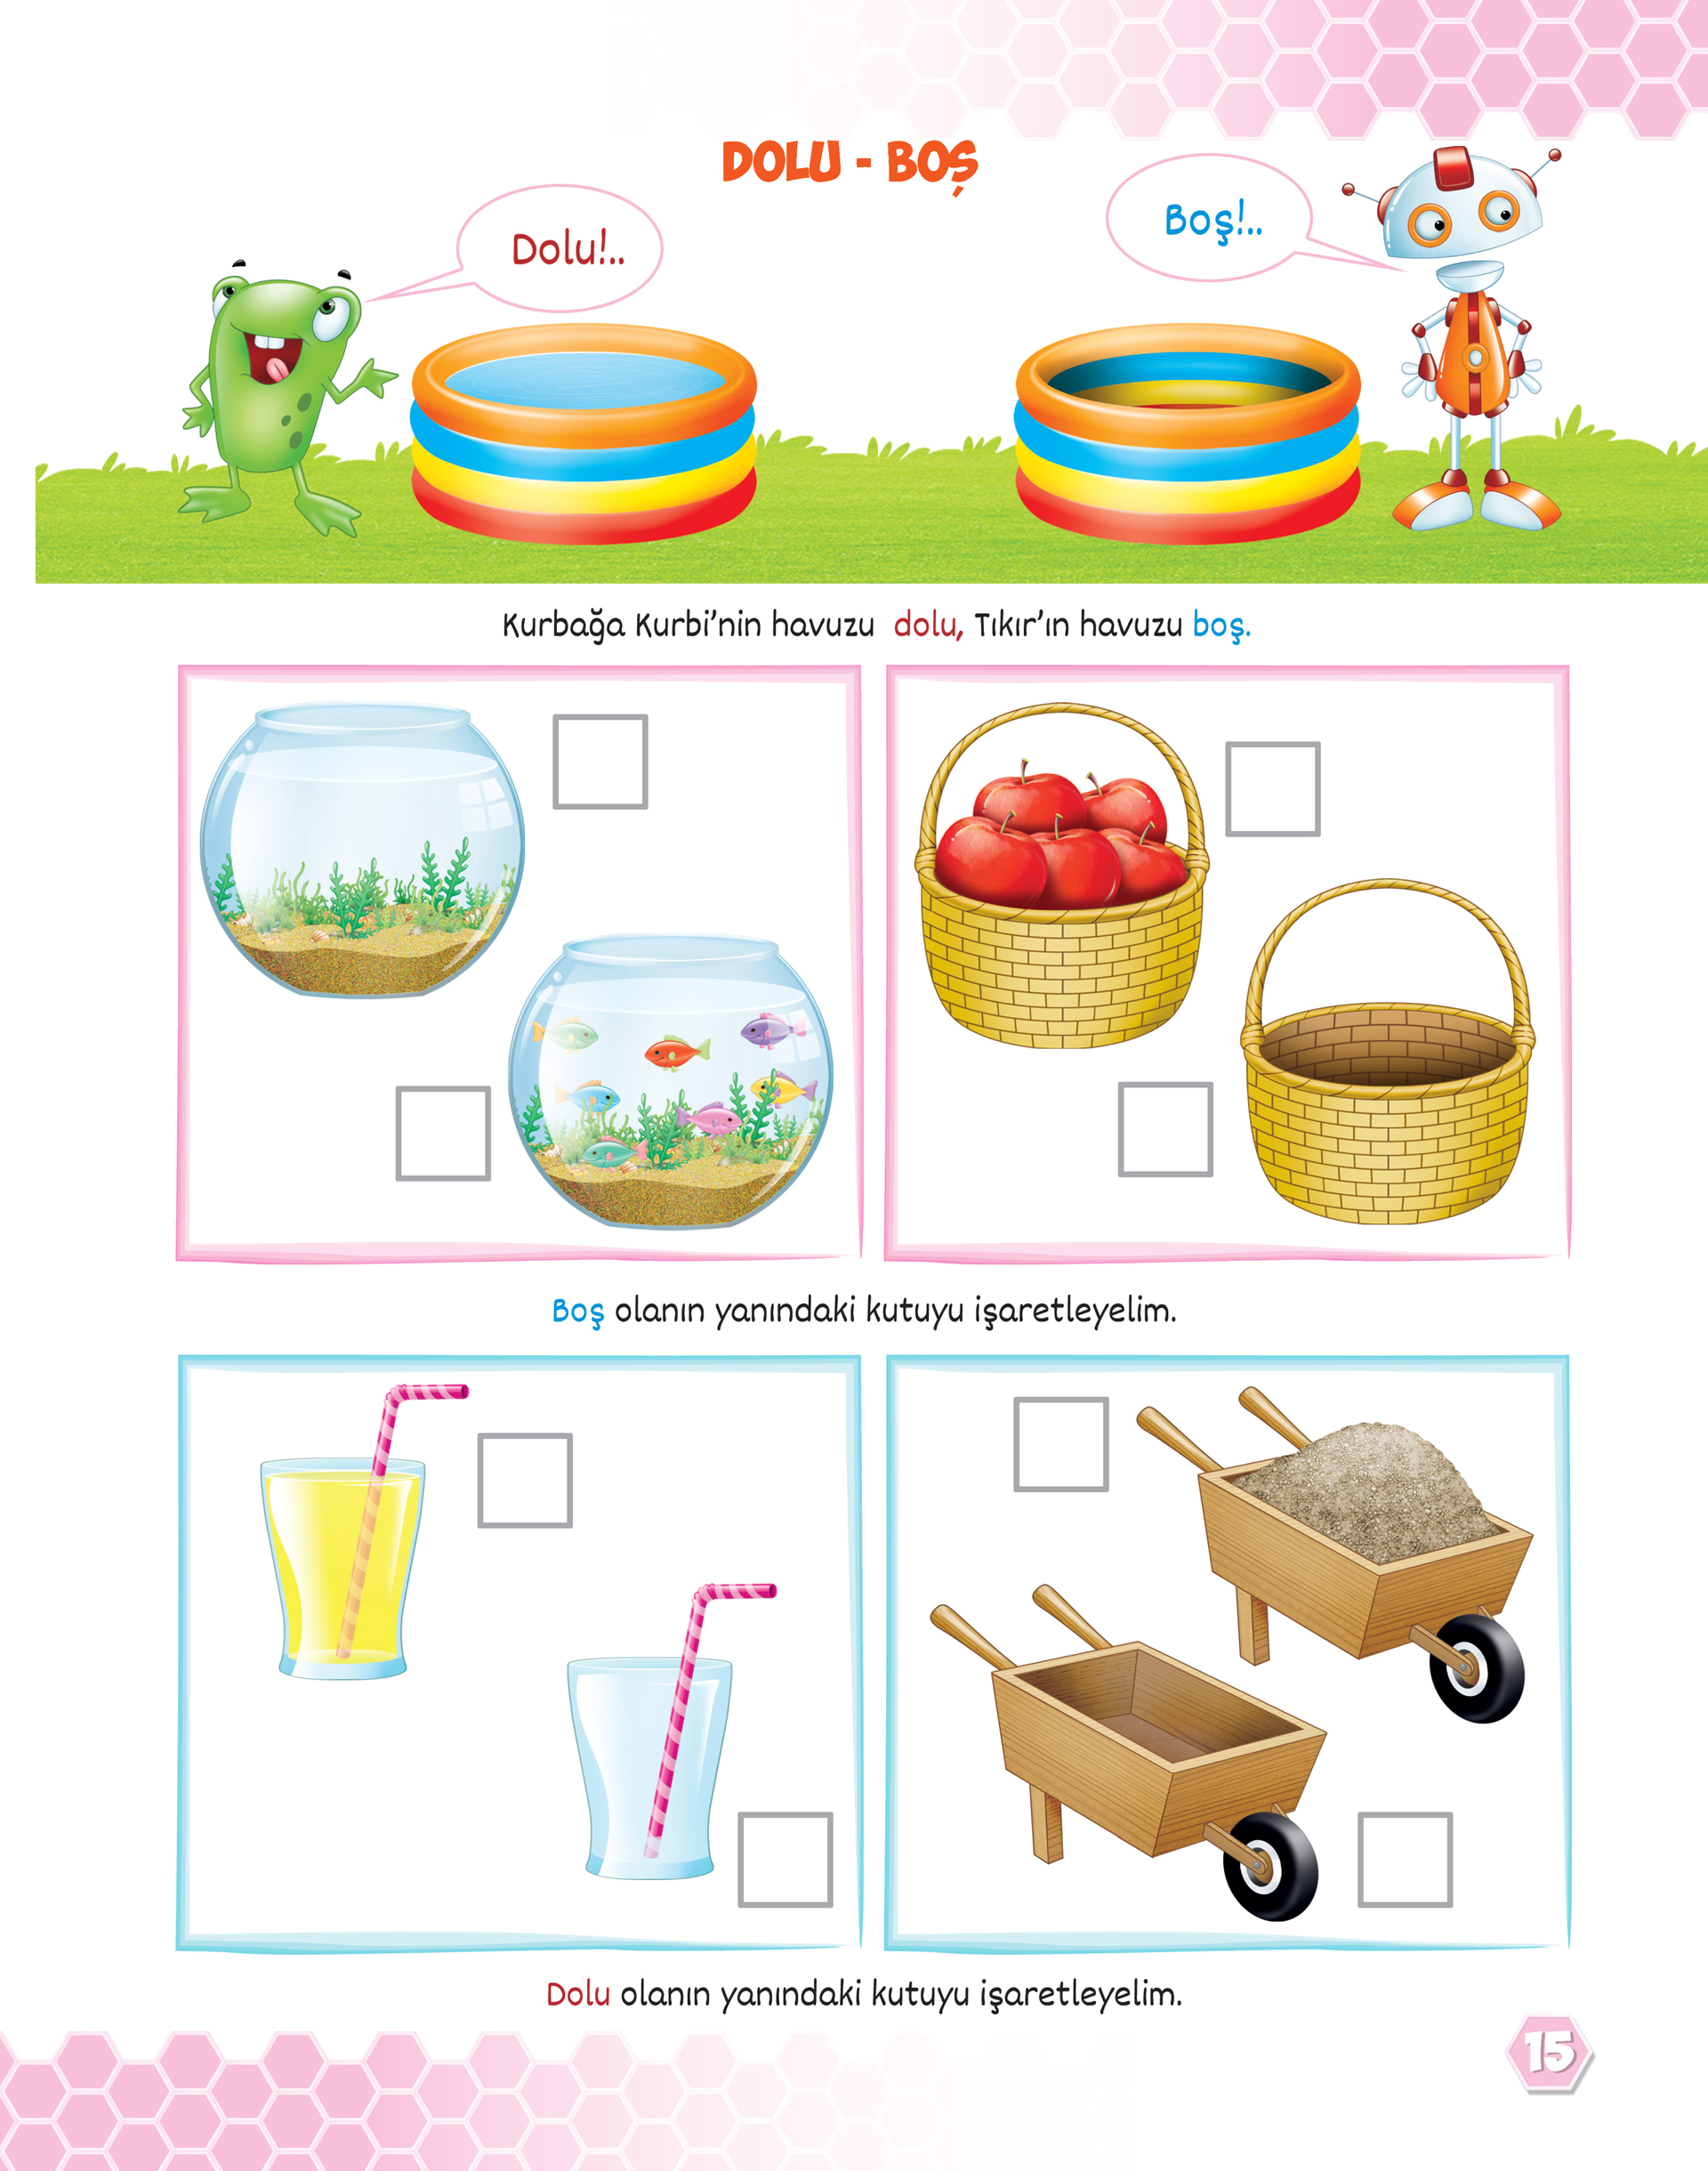 DOLU - BOŞ
Dolu!..
Boş!..
Kurbağa Kurbi’nin havuzu dolu, Tıkır’ın havuzu boş.
Boş olanın yanındaki kutuyu işaretleyelim.
Dolu olanın yanındaki kutuyu işaretleyelim.
15